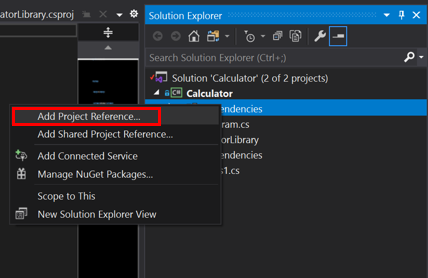 atorLibrary.csproj
Solution Explorer
Search Solution Explorer (Ctrl+;)
Solution 'Calculator' (2 of 2 projects)
C#
Calculator
endencies
Add Project Reference...
ram.cs
Add Shared Project Reference...
torLibrary
Add Connected Service
endencies
Manage NuGet Packages...
s1.cs
Scope to This
New Solution Explorer View